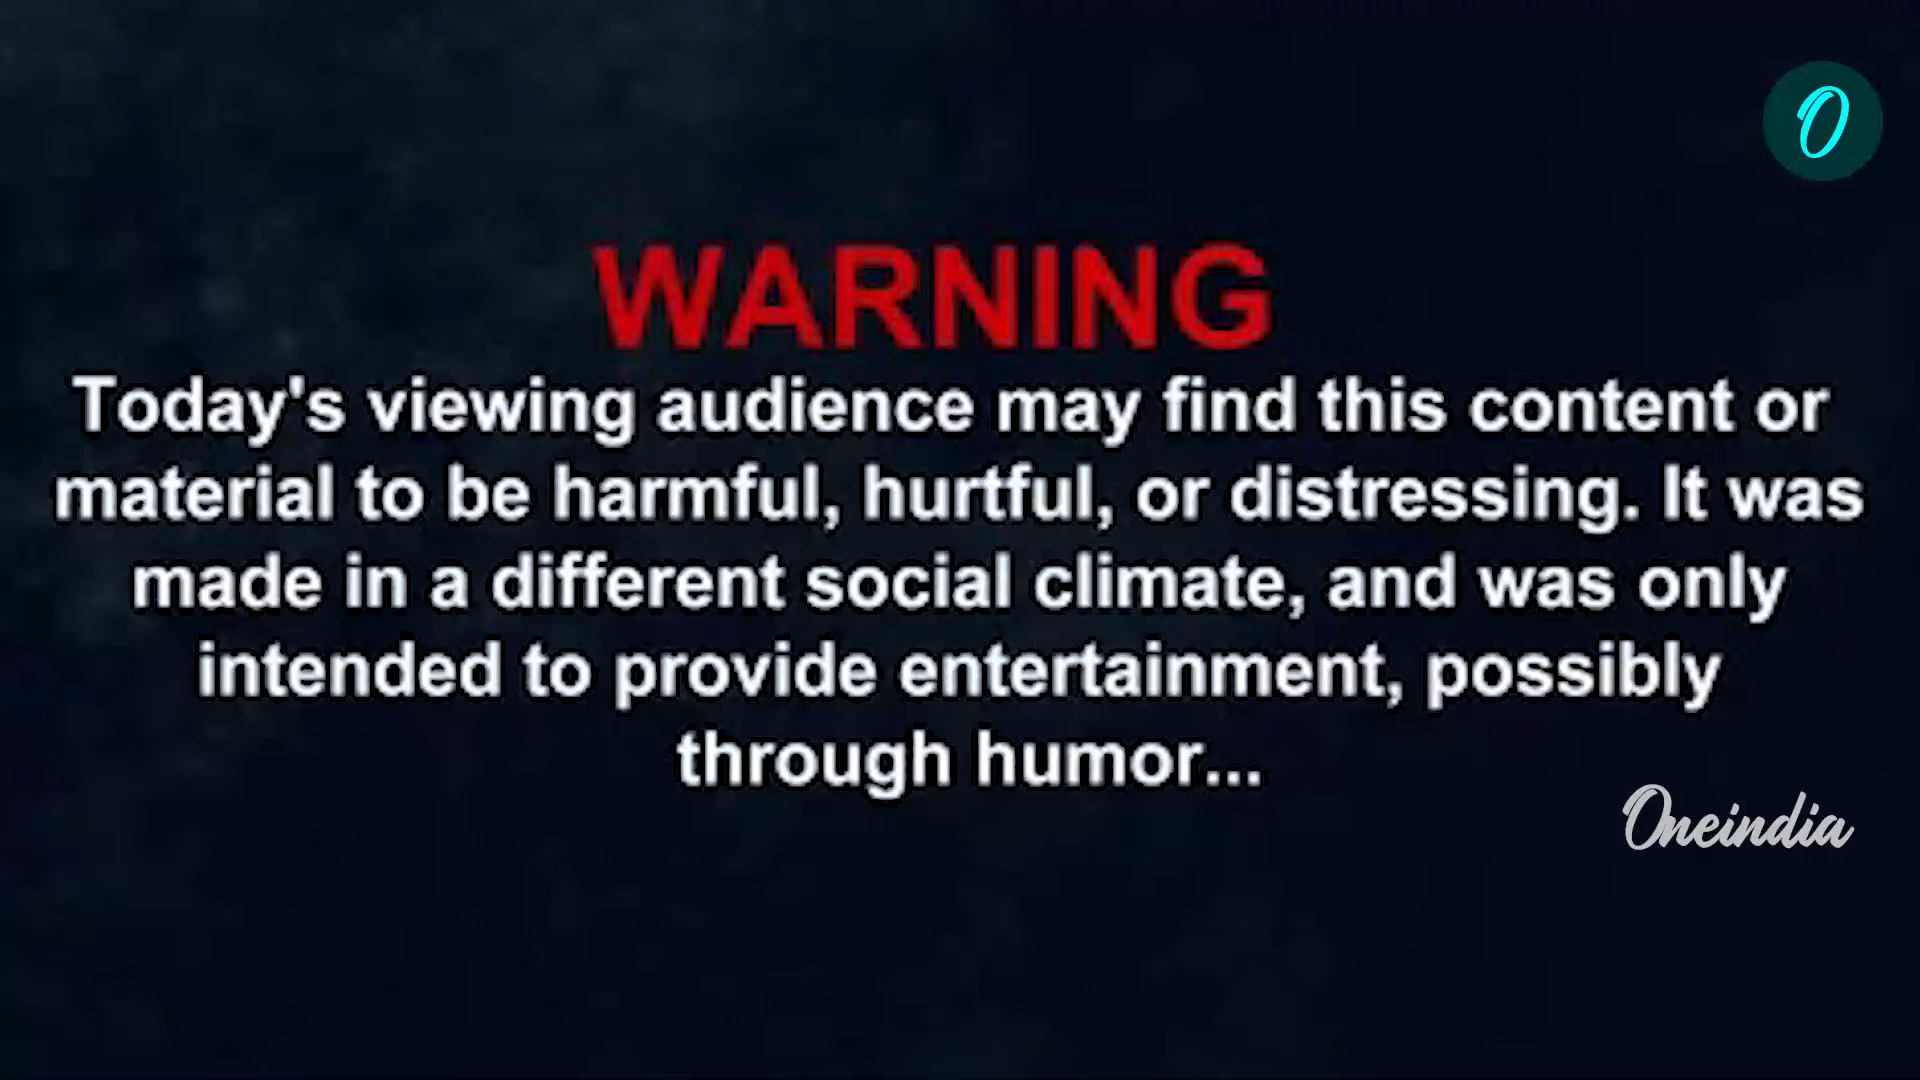 O
WARNING
Today's viewing audience may find this content or
material to be harmful, hurtful, or distressing. It was
made in a different social climate, and was only
intended to provide entertainment, possibly
through humor...
Oneindia